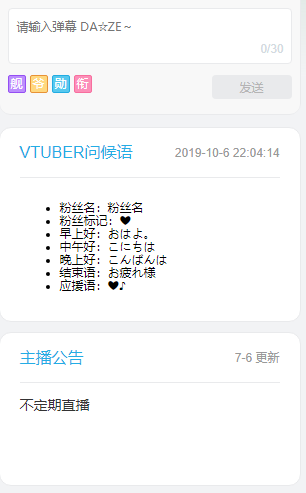 请输入弹幕 DA☆ZE～
0/30
舰 爷 勋 衔 发送
VTUBER问候语 2019-10-6 22:04:14
• 粉丝名：粉丝名
• 粉丝标记：♥
• 早上好：おはよ。
• 中午好：こにちは
• 晚上好：こんばんは
• 结束语：お疲れ様
• 应援语：♥♪
主播公告 7-6 更新
不定期直播